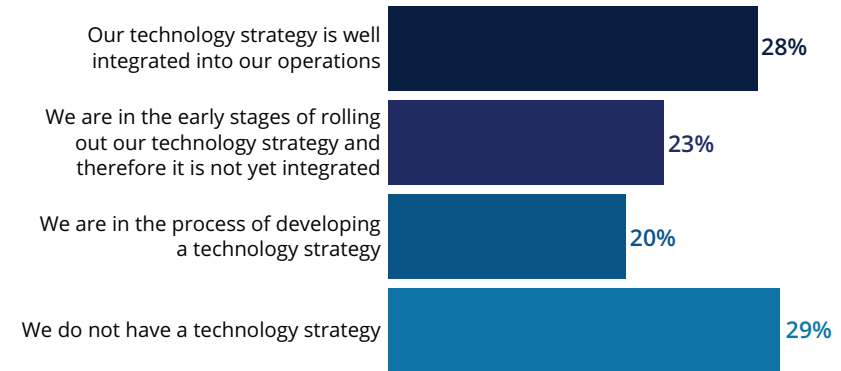 Our technology strategy is well
integrated into our operations
28%
We are in the early stages of rolling
out our technology strategy and
therefore it is not yet integrated
23%
We are in the process of developing
a technology strategy
20%
We do not have a technology strategy
29%